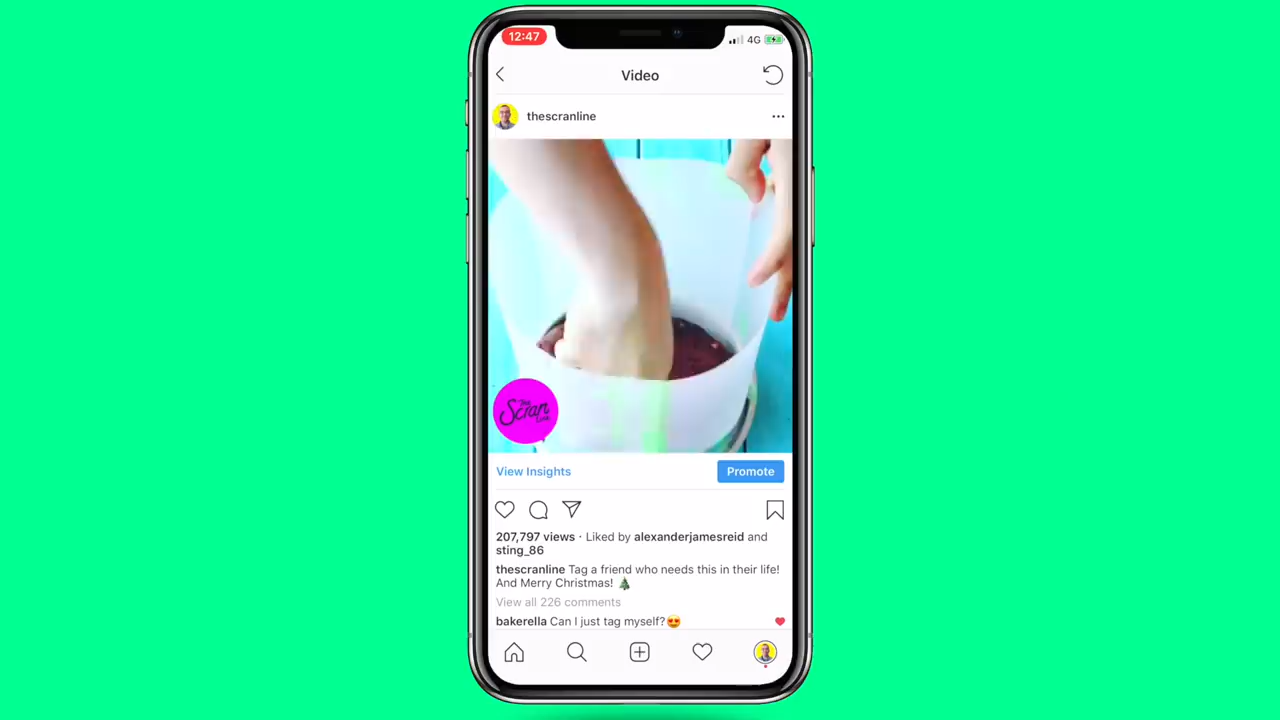 12:47
4G
Video
thescranline
The
Scran
Line
View Insights
Promote
207,797 views · Liked by alexanderjamesreid and
sting_86
thescranline Tag a friend who needs this in their life!
And Merry Christmas! 🎄
View all 226 comments
bakerella Can I just tag myself?😍